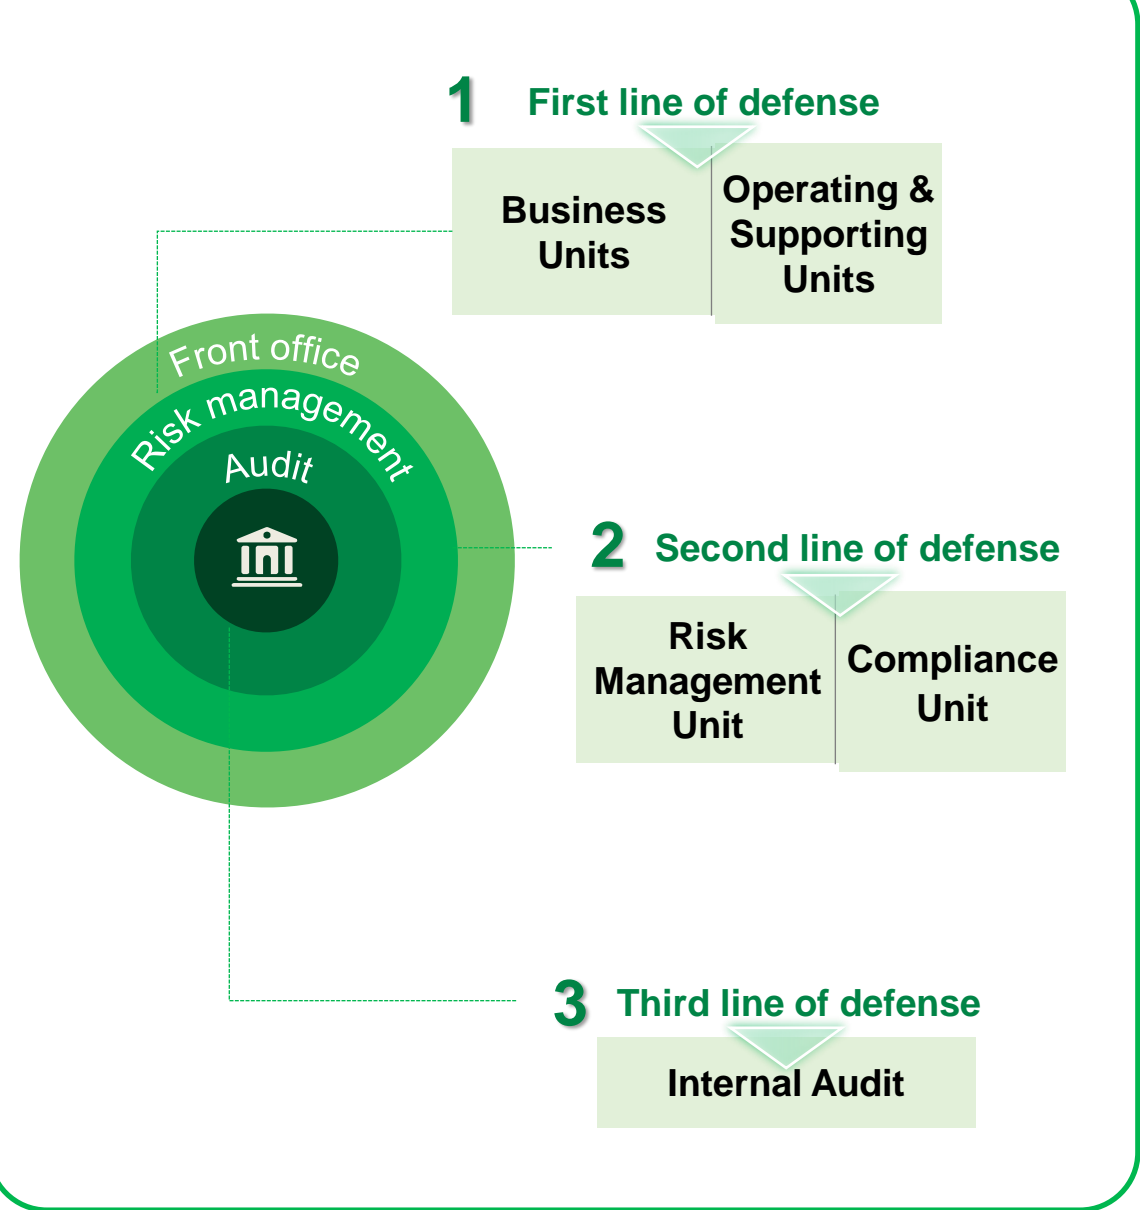 1 First line of defense
Business
Units
Operating &
Supporting
Units
Front office
Risk management
Audit
2 Second line of defense
Risk
Management
Unit
Compliance
Unit
3 Third line of defense
Internal Audit